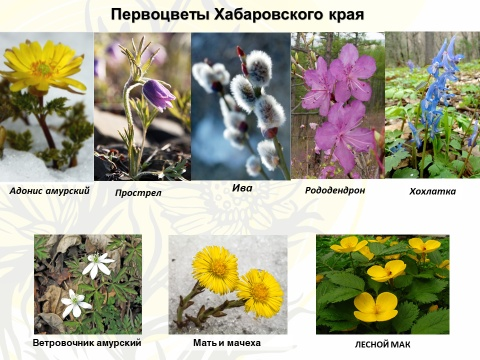 Первоцветы Хабаровского края
Адонис амурский
Прострел
Ива
Рододендрон
Хохлатка
Ветровочник амурский
Мать и мачеха
ЛЕСНОЙ МАК